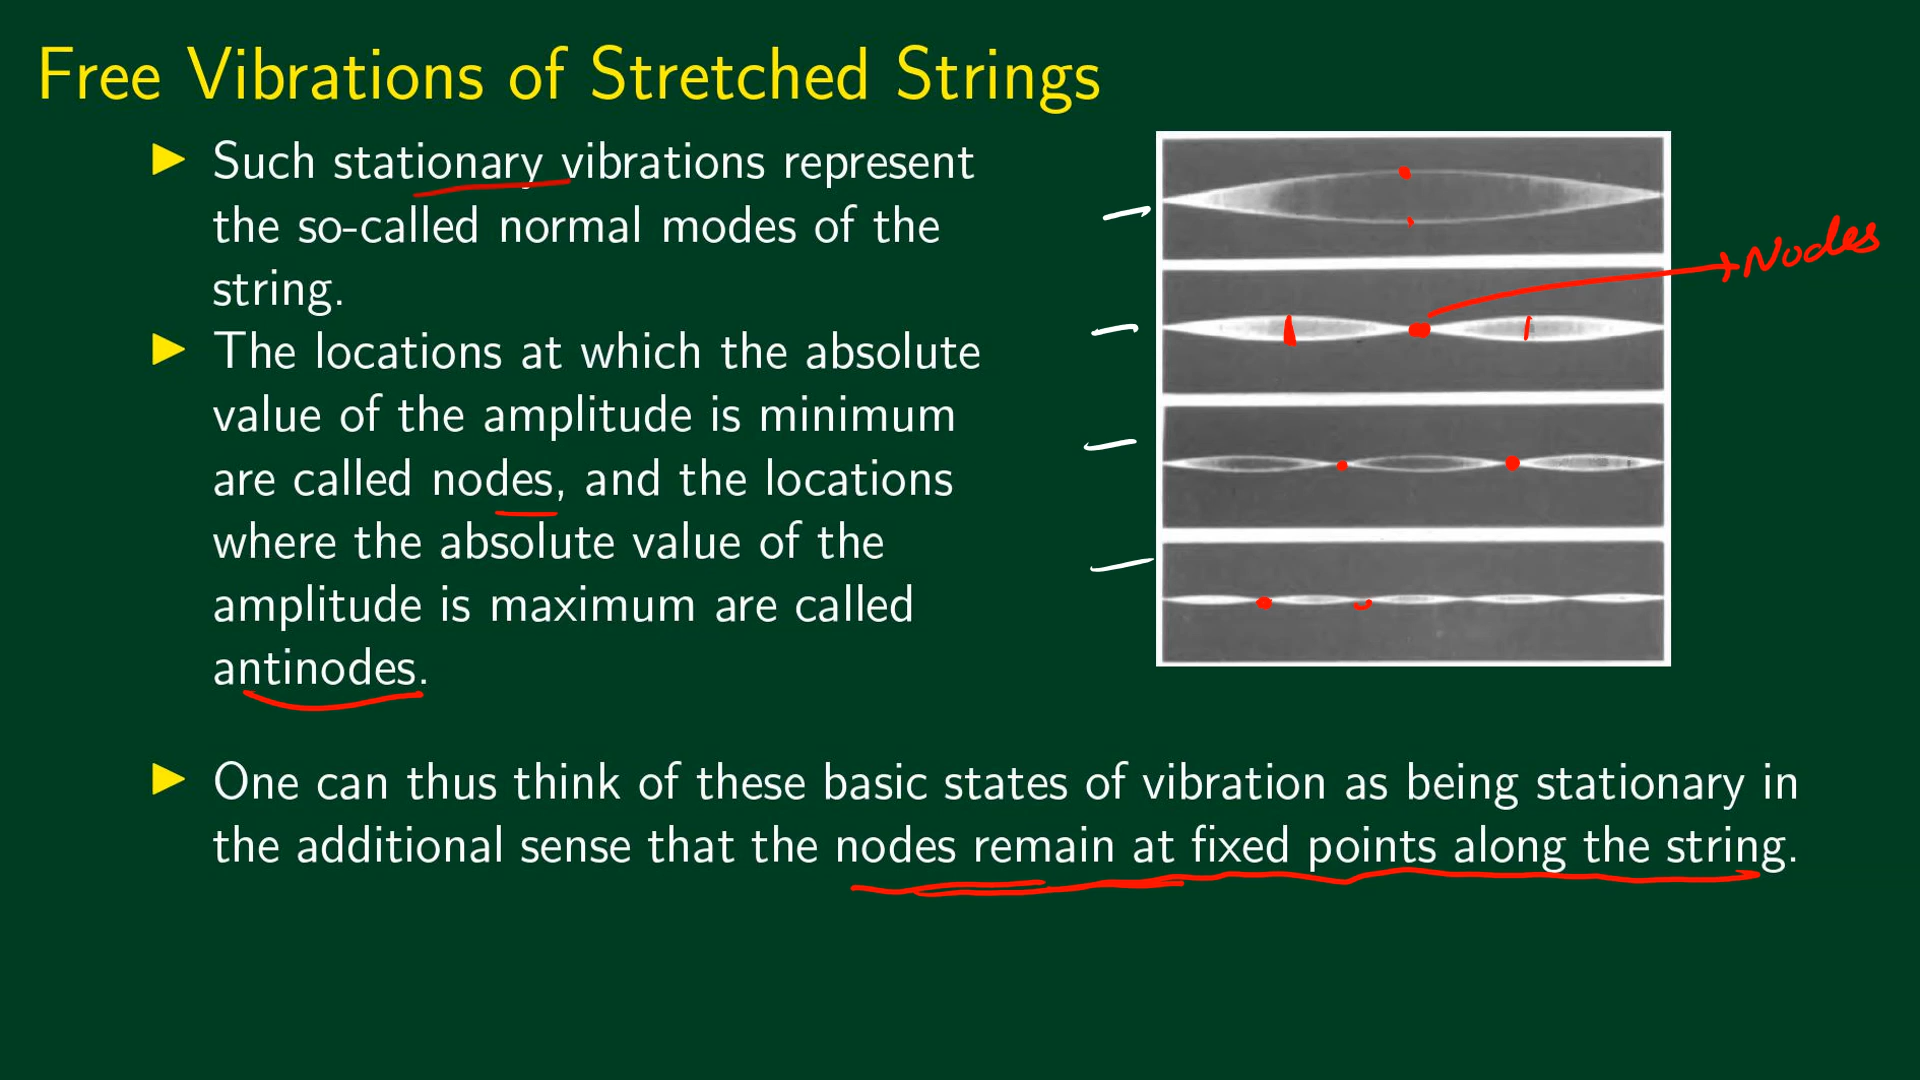 Free Vibrations of Stretched Strings
▶ Such stationary vibrations represent
the so-called normal modes of the
string.
▶ The locations at which the absolute
value of the amplitude is minimum
are called nodes, and the locations
where the absolute value of the
amplitude is maximum are called
antinodes.
Nodes
▶ One can thus think of these basic states of vibration as being stationary in
the additional sense that the nodes remain at fixed points along the string.